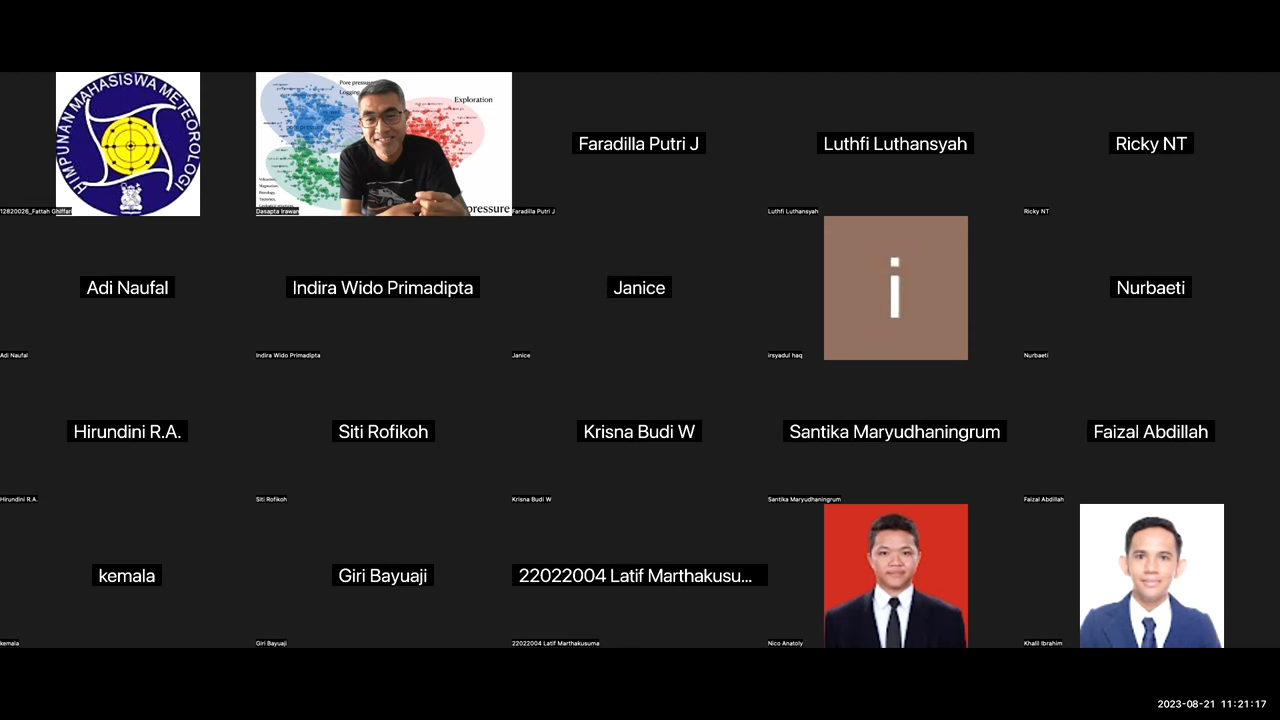 HIMPUNAN MAHASISWA METEOROLOGI
12820026_Fattah Ghiffari
Pore pressure
Logging
Exploration
pressure
Dasapta Irawan
Faradilla Putri J
Faradilla Putri J
Luthfi Luthansyah
Luthfi Luthansyah
Ricky NT
Ricky NT
Adi Naufal
Adi Naufal
Indira Wido Primadipta
Indira Wido Primadipta
Janice
Janice
i
irsyadul haq
Nurbaeti
Nurbaeti
Hirundini R.A.
Hirundini R.A.
Siti Rofikoh
Siti Rofikoh
Krisna Budi W
Krisna Budi W
Santika Maryudhaningrum
Santika Maryudhaningrum
Faizal Abdillah
Faizal Abdillah
kemala
kemala
Giri Bayuaji
Giri Bayuaji
22022004 Latif Marthakusu...
22022004 Latif Marthakusuma
Nico Anatoly
Khalil Ibrahim
2023-08-21 11:21:17